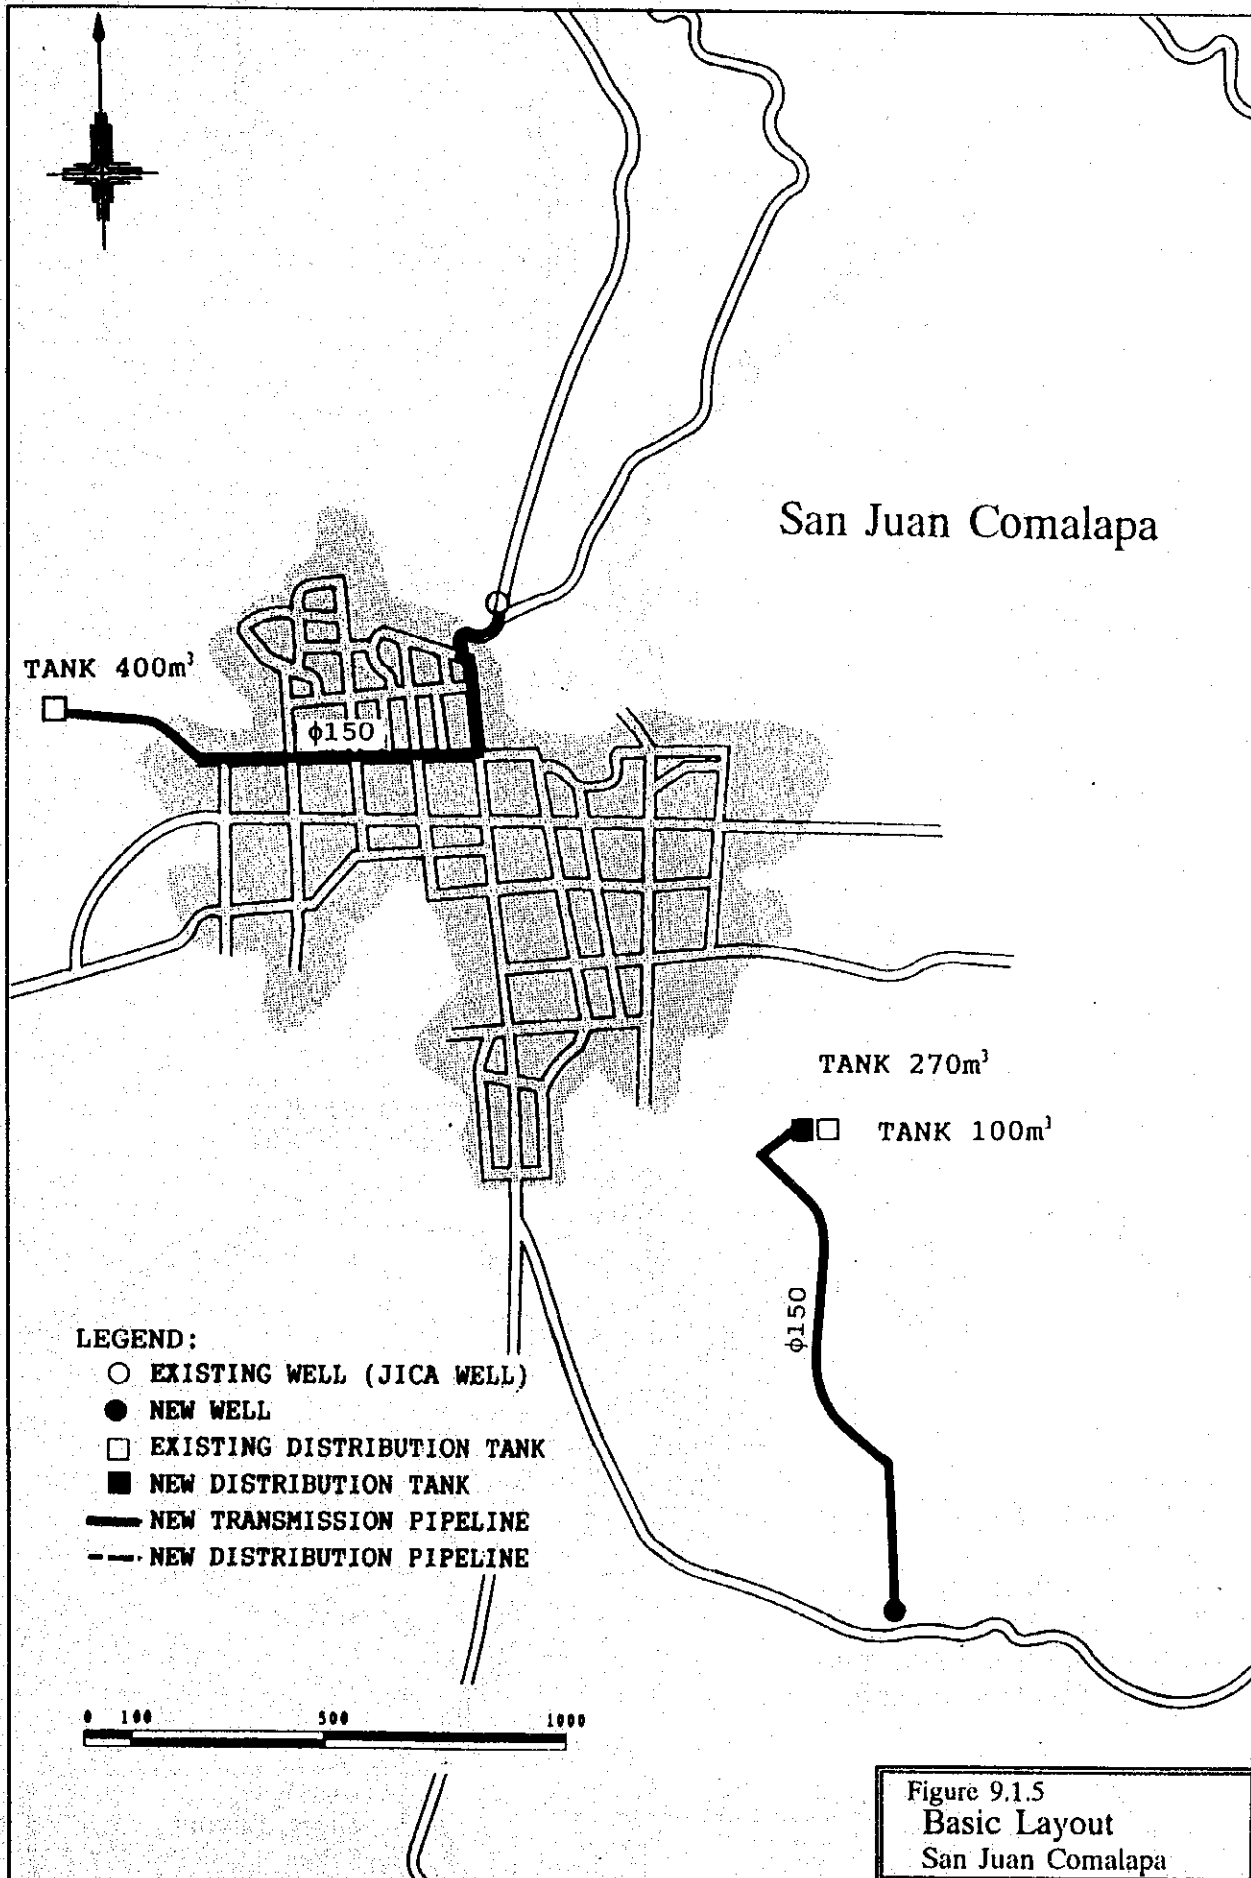 San Juan Comalapa
TANK 400m³
φ150
TANK 270m³
TANK 100m³
φ150
LEGEND:
EXISTING WELL (JICA WELL)
NEW WELL
EXISTING DISTRIBUTION TANK
NEW DISTRIBUTION TANK
NEW TRANSMISSION PIPELINE
NEW DISTRIBUTION PIPELINE
0 100 500 1000
Figure 9.1.5
Basic Layout
San Juan Comalapa